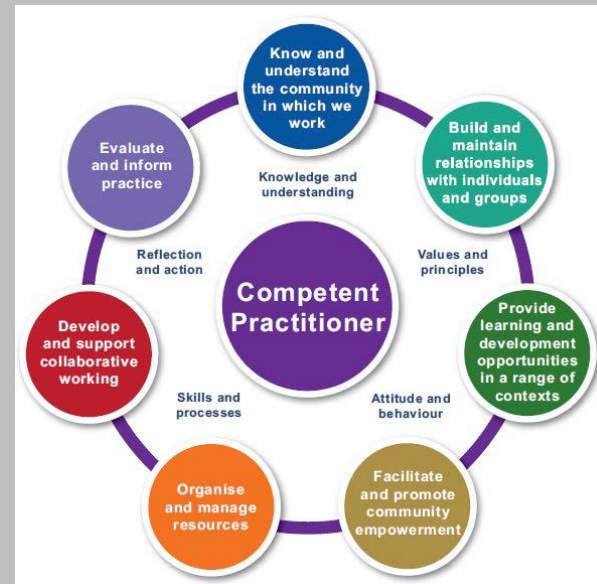 Know and
understand
the community
in which we
work
Build and
maintain
relationships
with individuals
and groups
Provide
learning and
development
opportunities
in a range of
contexts
Facilitate
and promote
community
empowerment
Organise
and manage
resources
Develop
and support
collaborative
working
Evaluate
and inform
practice
Knowledge and
understanding
Values and
principles
Attitude and
behaviour
Skills and
processes
Reflection
and action
Competent
Practitioner